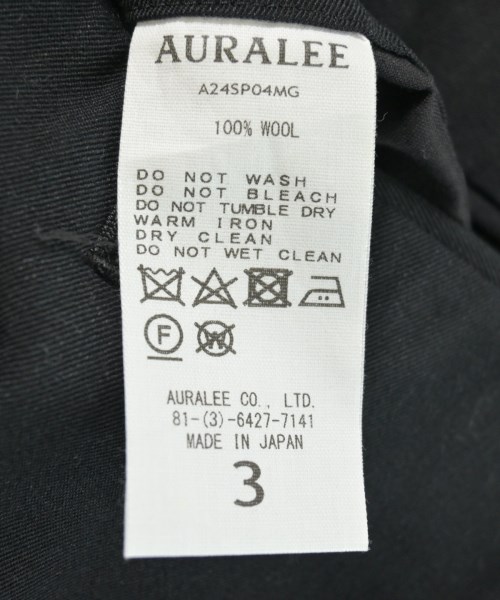 AURALEE
A24SP04MG
100% WOOL
DO NOT WASH
DO NOT BLEACH
DO NOT TUMBLE DRY
WARM IRON
DRY CLEAN
DO NOT WET CLEAN
F W
AURALEE CO., LTD.
81-(3)-6427-7141
MADE IN JAPAN
3